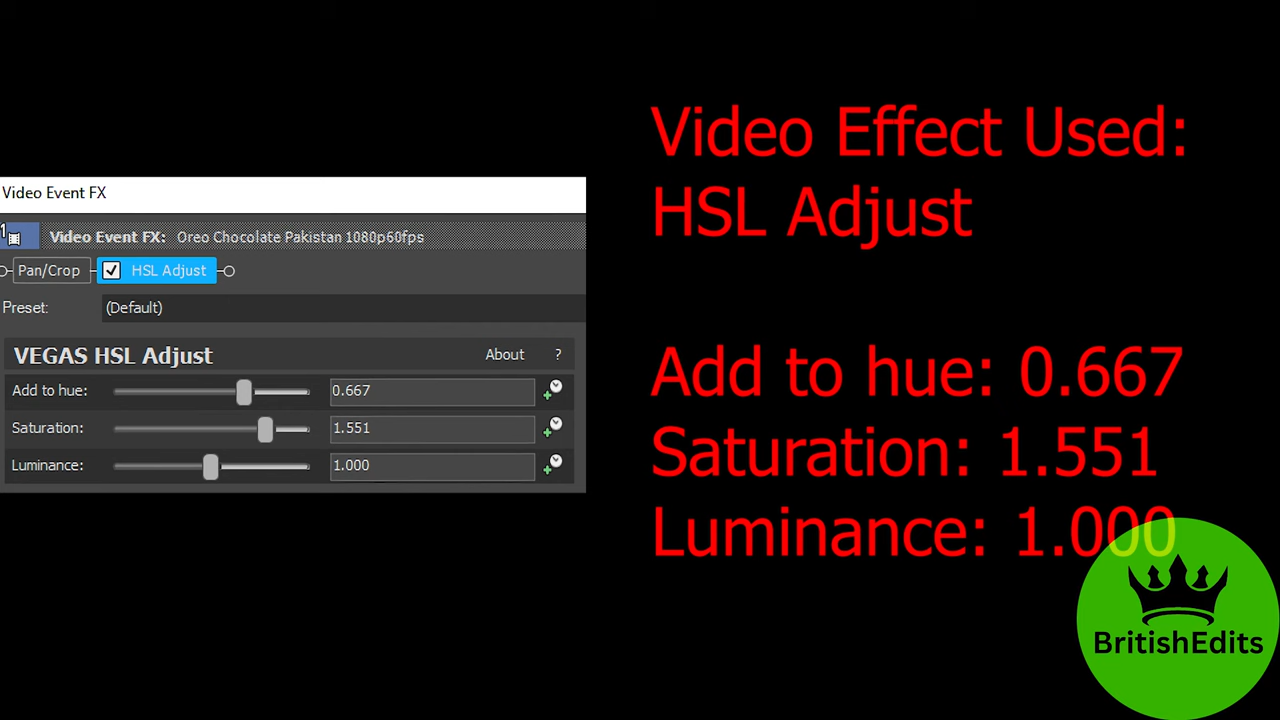 Video Event FX
1
Video Event FX: Oreo Chocolate Pakistan 1080p60fps
Pan/Crop HSL Adjust
Preset: (Default)
VEGAS HSL Adjust About ?
Add to hue: 0.667
Saturation: 1.551
Luminance: 1.000
Video Effect Used:
HSL Adjust
Add to hue: 0.667
Saturation: 1.551
Luminance: 1.000
BritishEdits